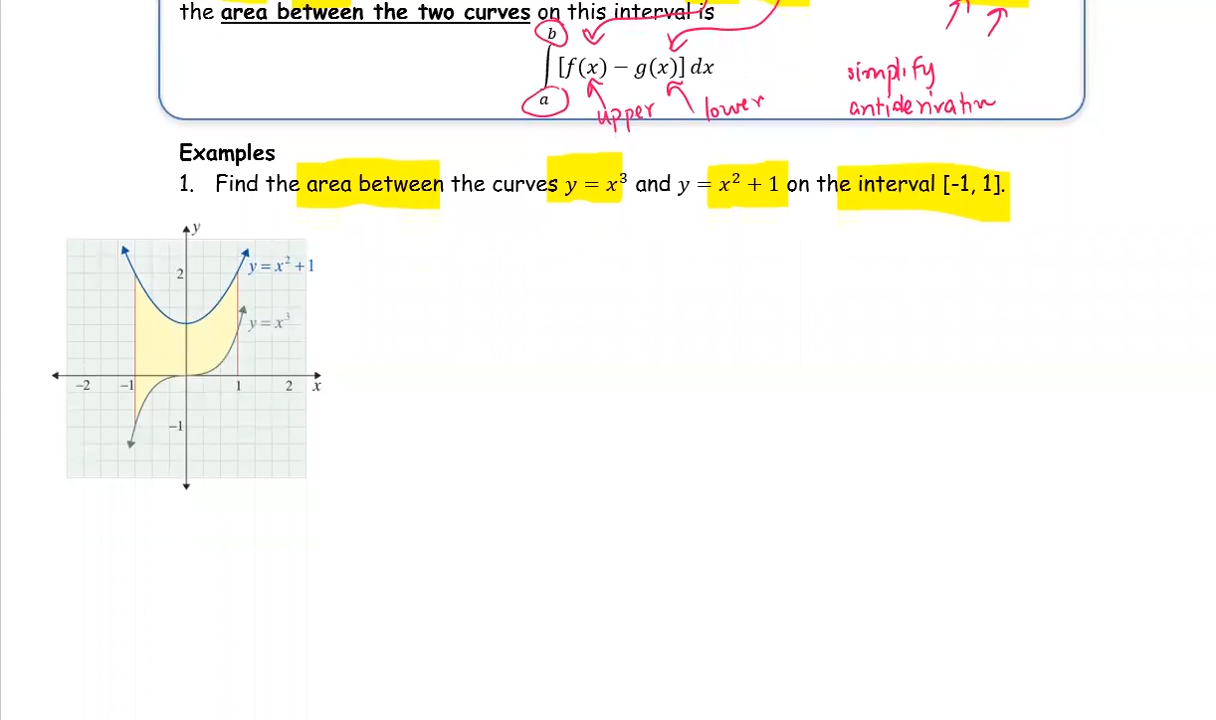 the area between the two curves on this interval is
b
∫ [f(x) − g(x)] dx
a
upper
lower
simplify
antiderivative
Examples
1. Find the area between the curves y = x³ and y = x² + 1 on the interval [-1, 1].
y
y = x² + 1
2
y = x³
-2 -1 1 2 x
-1